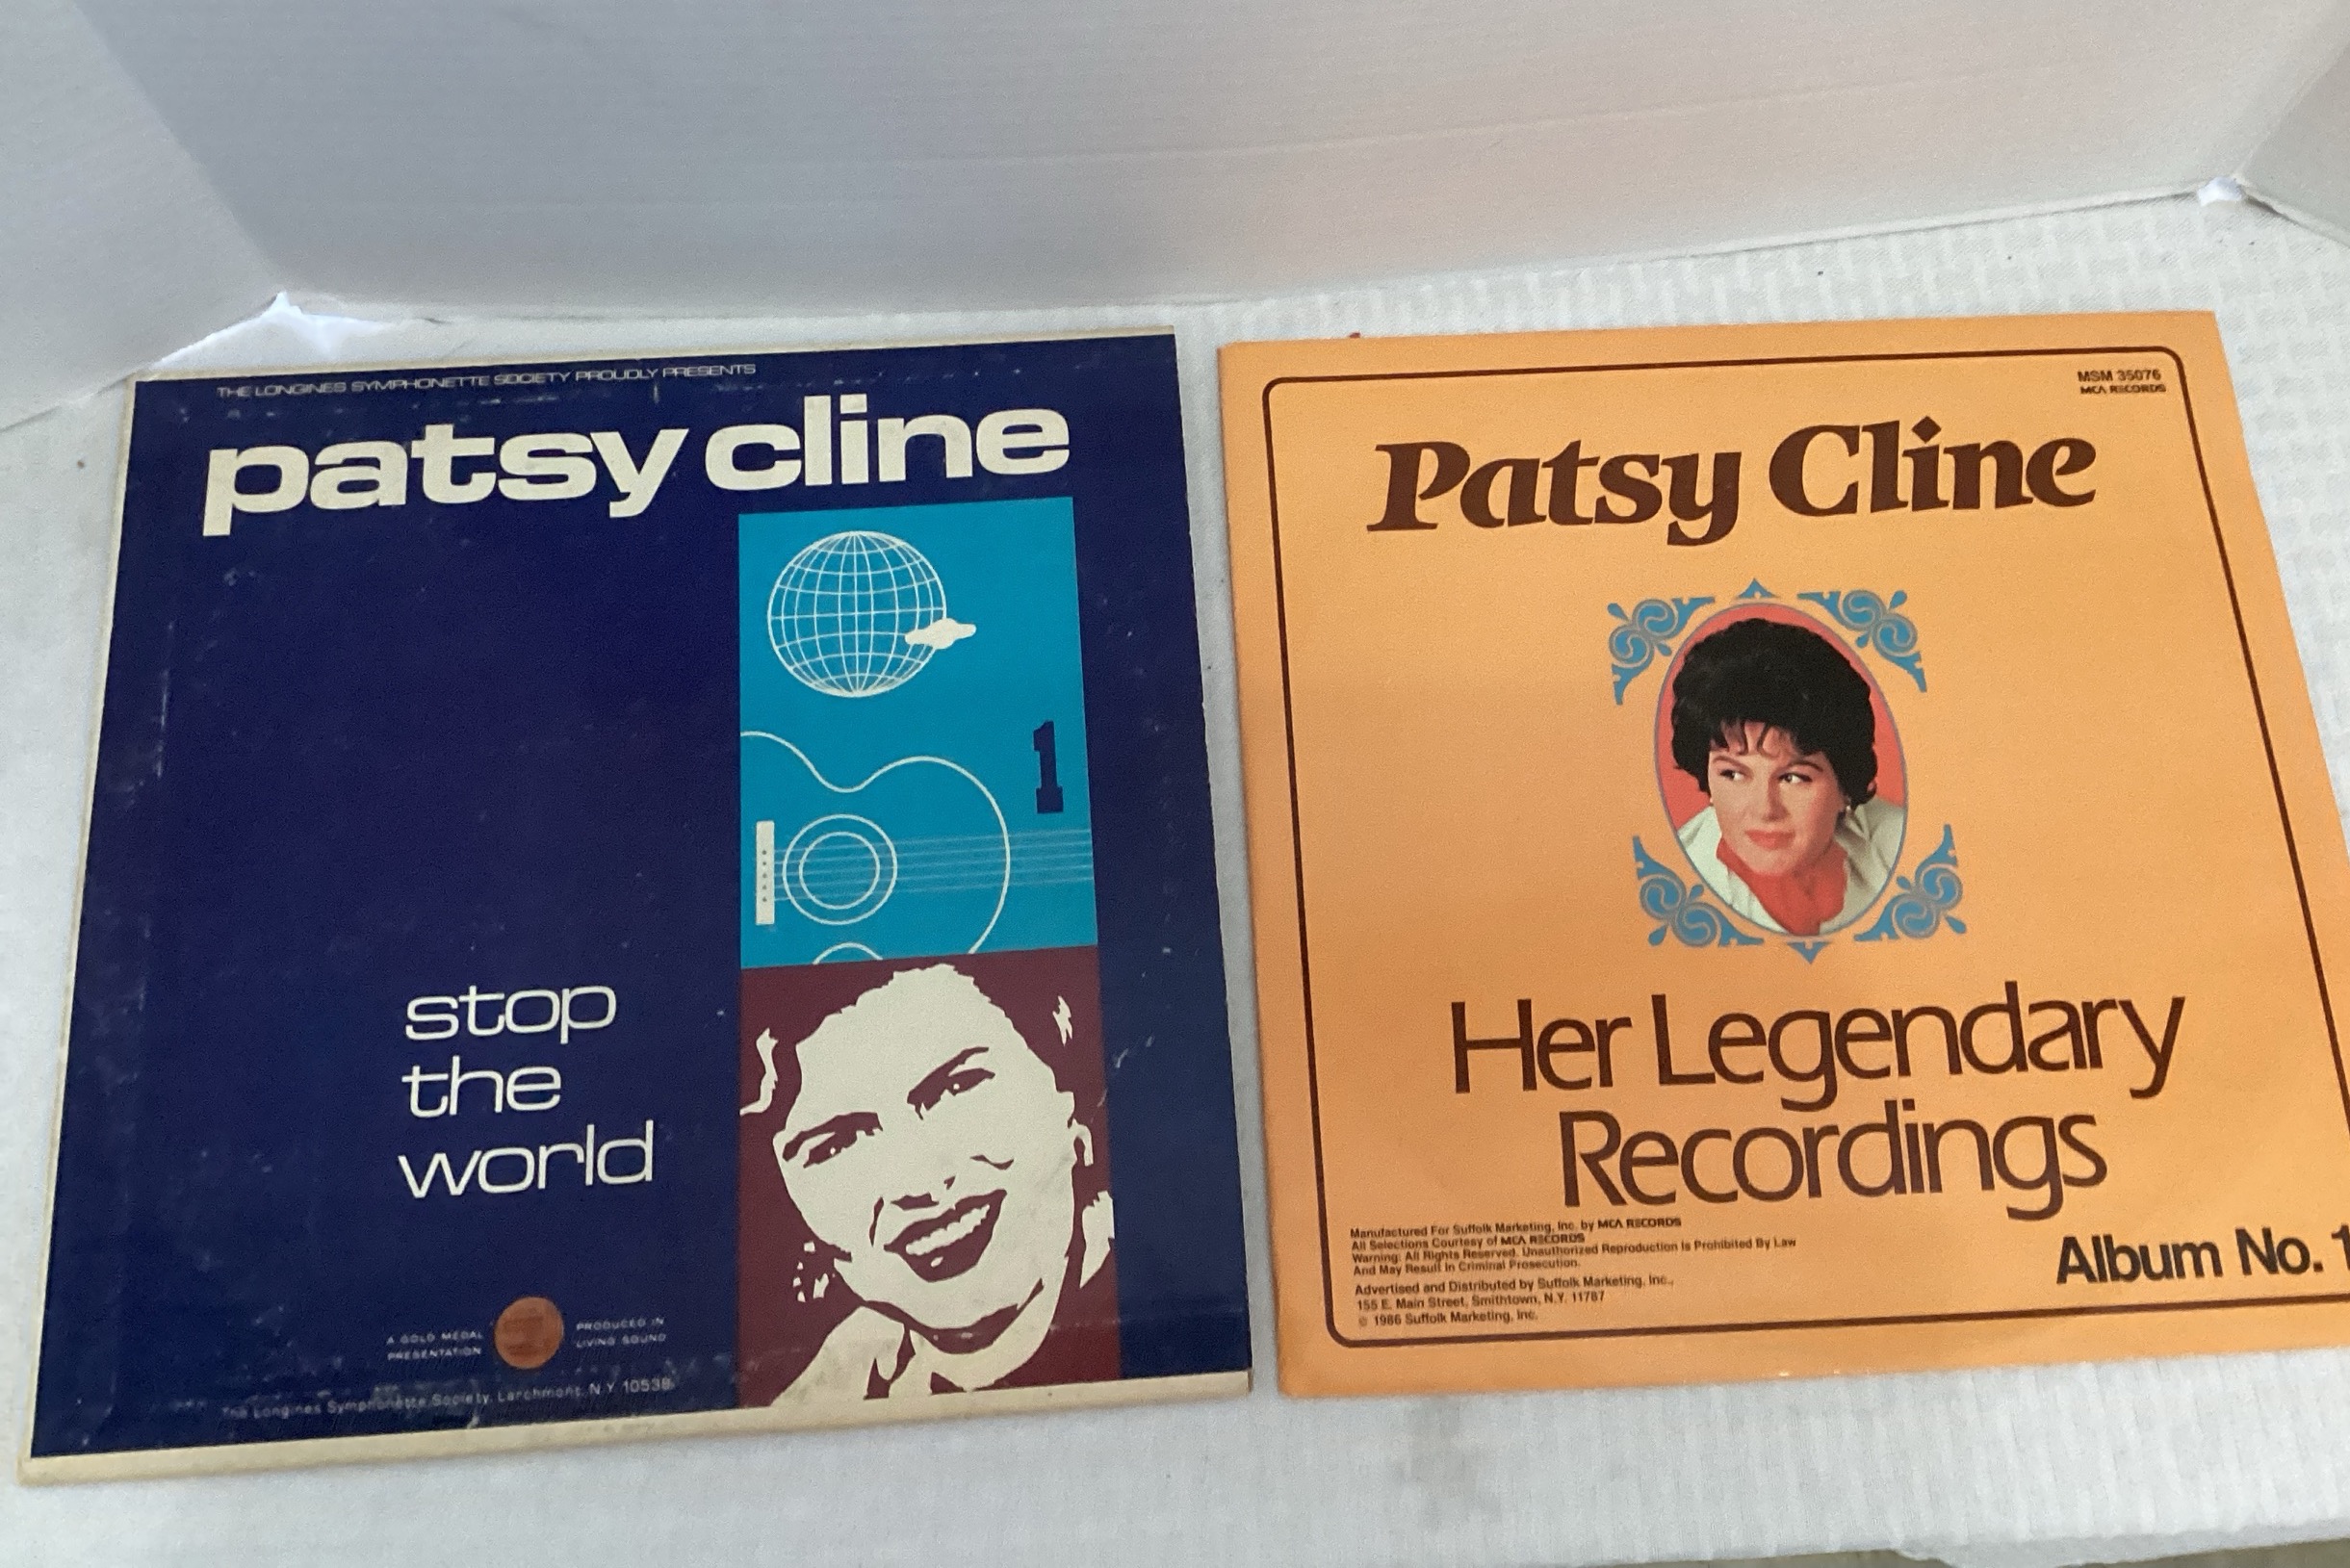 THE LONGINES SYMPHONETTE SOCIETY PROUDLY PRESENTS
patsy cline
1
stop
the
world
A GOLD MEDAL
PRESENTATION
PRODUCED IN
LIVING SOUND
The Longines Symphonette Society, Larchmont, N.Y. 10538
MSM 35076
MCA RECORDS
Patsy Cline
Her Legendary
Recordings
Manufactured For Suffolk Marketing, Inc. by MCA RECORDS
All Selections Courtesy of MCA RECORDS
Warning: All Rights Reserved. Unauthorized Reproduction Is Prohibited By Law
And May Result In Criminal Prosecution.
Advertised and Distributed by Suffolk Marketing, Inc.,
155 E. Main Street, Smithtown, N.Y. 11787
© 1986 Suffolk Marketing, Inc.
Album No. 1